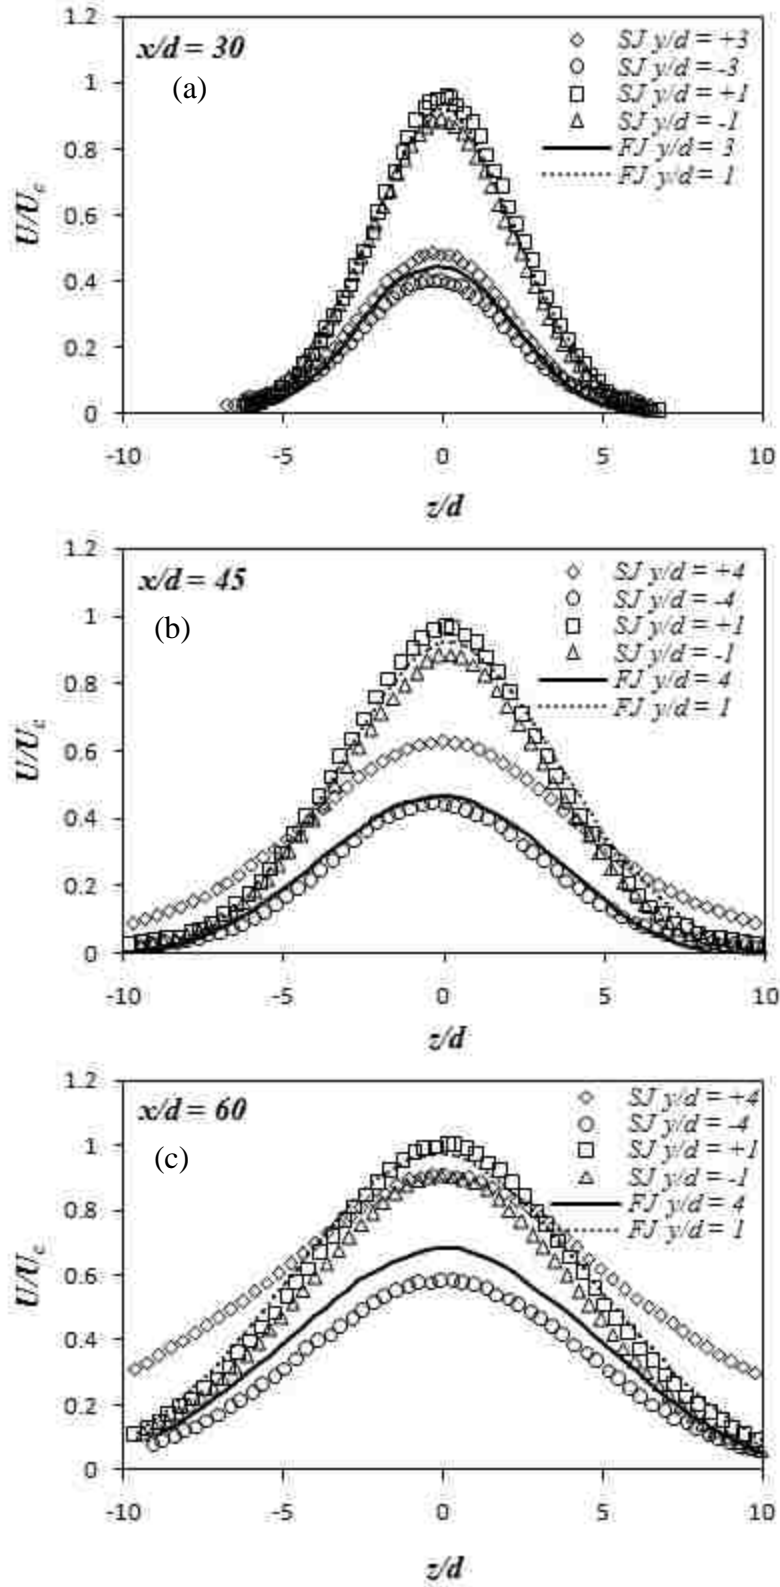 1.2
x/d = 30
(a)
SJ y/d = +3
SJ y/d = -3
SJ y/d = +1
SJ y/d = -1
FJ y/d = 3
FJ y/d = 1
1
0.8
0.6
0.4
0.2
0
U/Uc
-10 -5 0 5 10
z/d
1.2
x/d = 45
(b)
SJ y/d = +4
SJ y/d = -4
SJ y/d = +1
SJ y/d = -1
FJ y/d = 4
FJ y/d = 1
1
0.8
0.6
0.4
0.2
0
U/Uc
-10 -5 0 5 10
z/d
1.2
x/d = 60
(c)
SJ y/d = +4
SJ y/d = -4
SJ y/d = +1
SJ y/d = -1
FJ y/d = 4
FJ y/d = 1
1
0.8
0.6
0.4
0.2
0
U/Uc
-10 -5 0 5 10
z/d